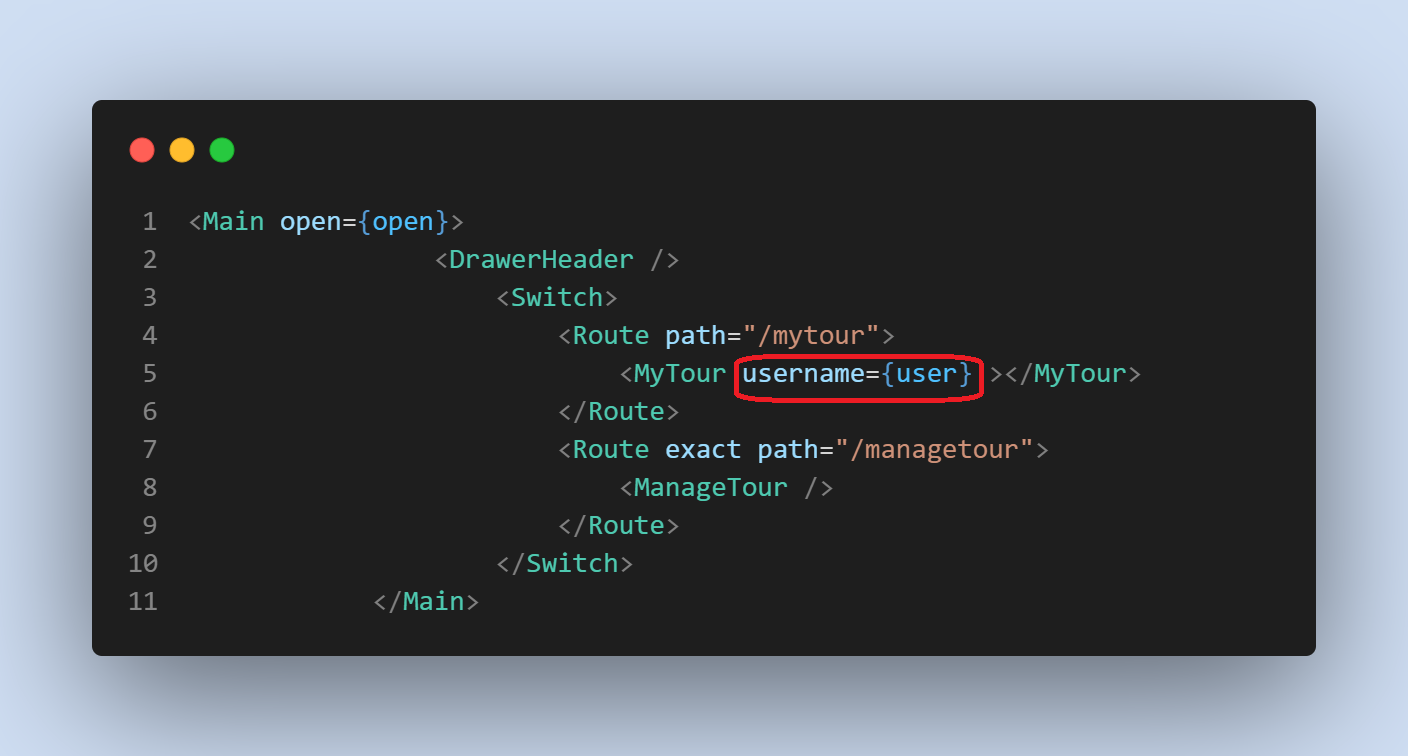 1 <Main open={open}>
2 <DrawerHeader />
3 <Switch>
4 <Route path="/mytour">
5 <MyTour username={user} ></MyTour>
6 </Route>
7 <Route exact path="/managetour">
8 <ManageTour />
9 </Route>
10 </Switch>
11 </Main>